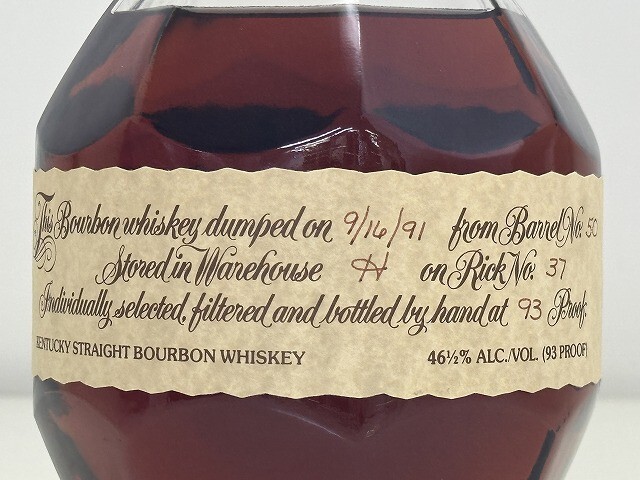 This Bourbon whiskey dumped on 9/16/91 from Barrel No. 50
Stored in Warehouse H on Rick No. 37
Individually selected, filtered and bottled by hand at 93 Proof.
KENTUCKY STRAIGHT BOURBON WHISKEY 46½% ALC./VOL. (93 PROOF)